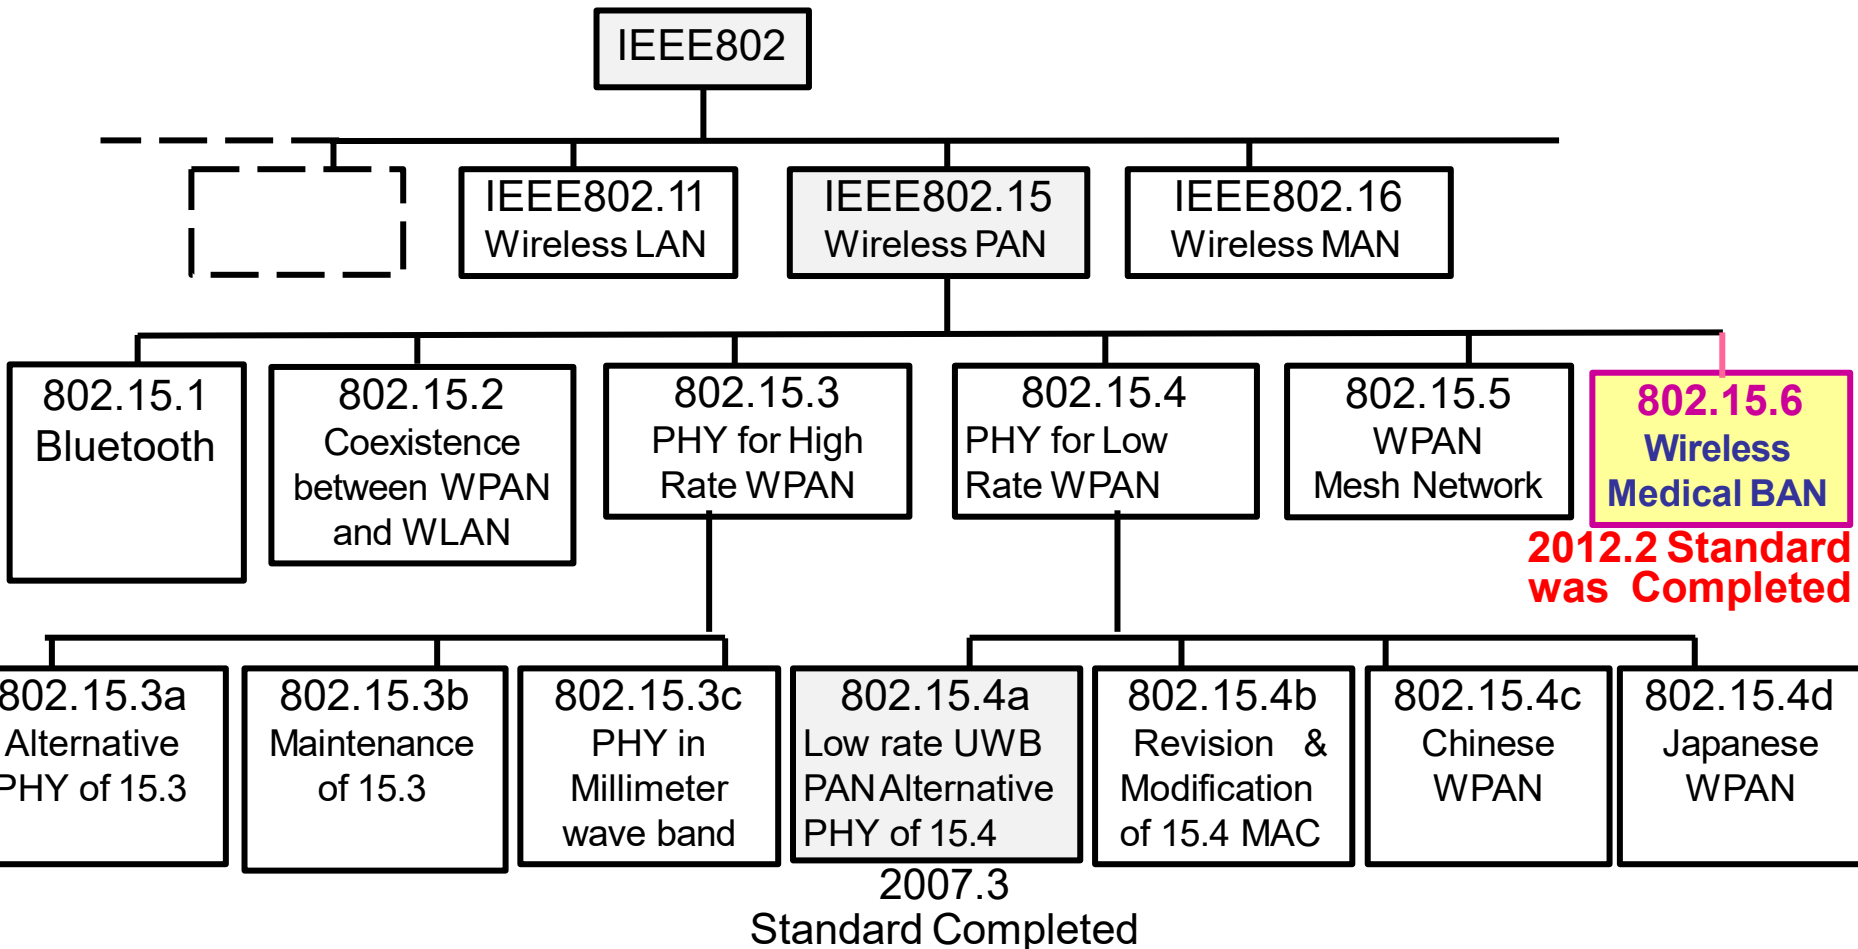 IEEE802
IEEE802.11
Wireless LAN
IEEE802.15
Wireless PAN
IEEE802.16
Wireless MAN
802.15.1
Bluetooth
802.15.2
Coexistence
between WPAN
and WLAN
802.15.3
PHY for High
Rate WPAN
802.15.4
PHY for Low
Rate WPAN
802.15.5
WPAN
Mesh Network
802.15.6
Wireless
Medical BAN
2012.2 Standard
was Completed
802.15.3a
Alternative
PHY of 15.3
802.15.3b
Maintenance
of 15.3
802.15.3c
PHY in
Millimeter
wave band
802.15.4a
Low rate UWB
PAN Alternative
PHY of 15.4
2007.3
Standard Completed
802.15.4b
Revision &
Modification
of 15.4 MAC
802.15.4c
Chinese
WPAN
802.15.4d
Japanese
WPAN